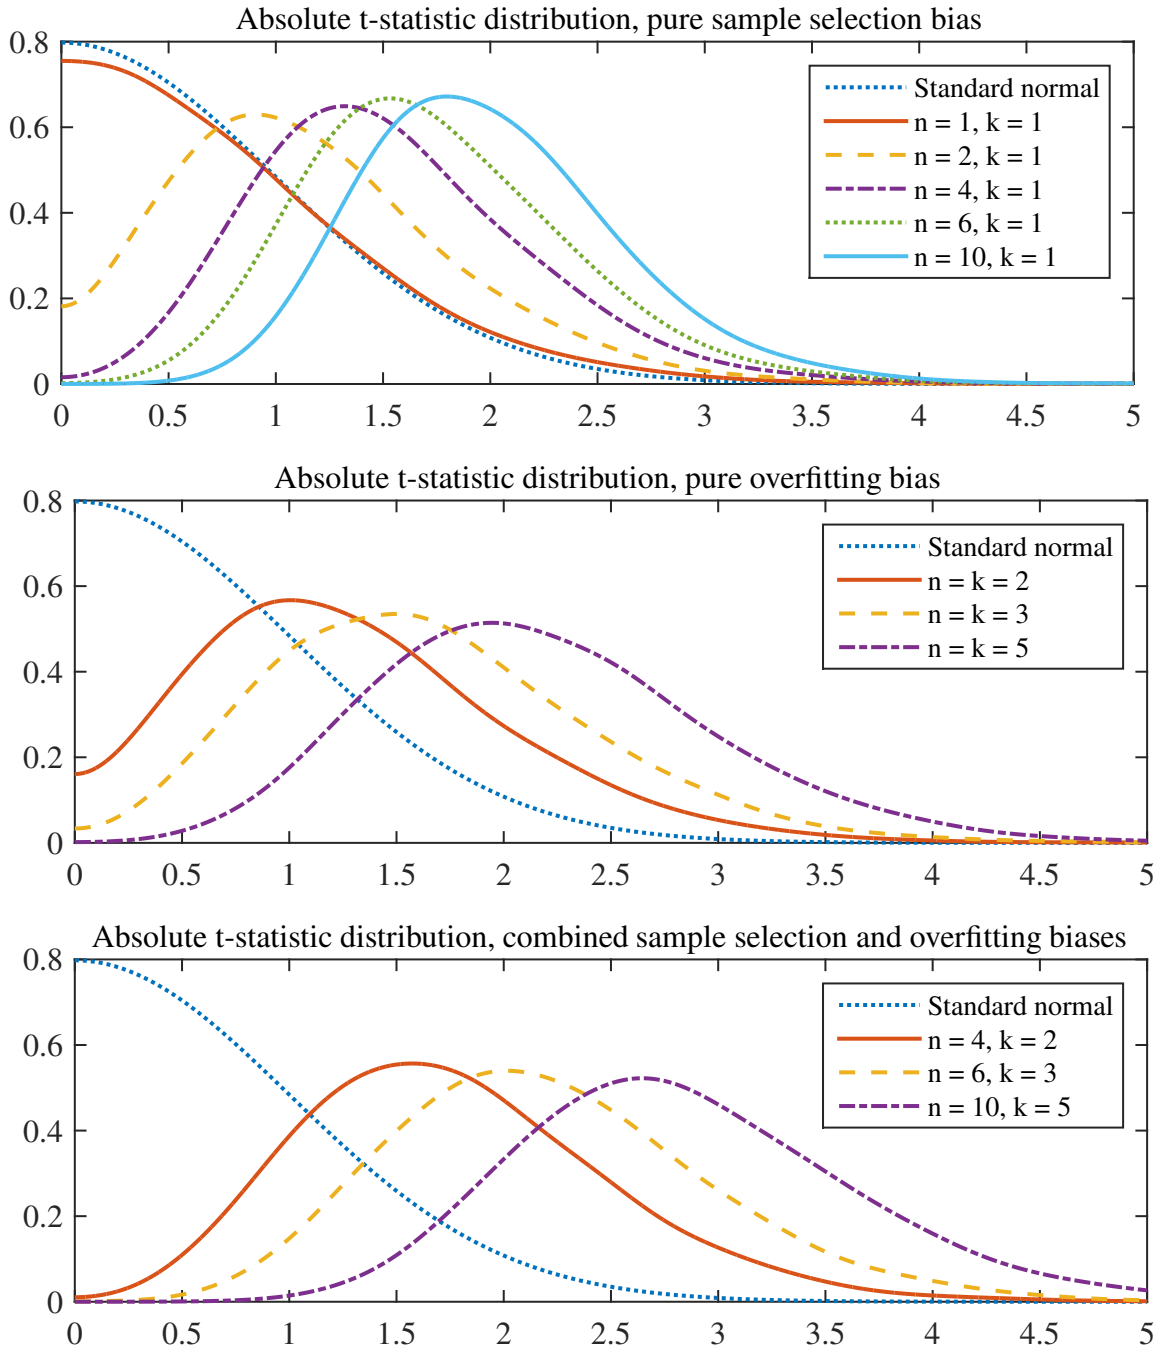 Absolute t-statistic distribution, pure sample selection bias
0.8
0.6
0.4
0.2
0
Standard normal
n = 1, k = 1
n = 2, k = 1
n = 4, k = 1
n = 6, k = 1
n = 10, k = 1
0 0.5 1 1.5 2 2.5 3 3.5 4 4.5 5
Absolute t-statistic distribution, pure overfitting bias
0.8
0.6
0.4
0.2
0
Standard normal
n = k = 2
n = k = 3
n = k = 5
0 0.5 1 1.5 2 2.5 3 3.5 4 4.5 5
Absolute t-statistic distribution, combined sample selection and overfitting biases
0.8
0.6
0.4
0.2
0
Standard normal
n = 4, k = 2
n = 6, k = 3
n = 10, k = 5
0 0.5 1 1.5 2 2.5 3 3.5 4 4.5 5